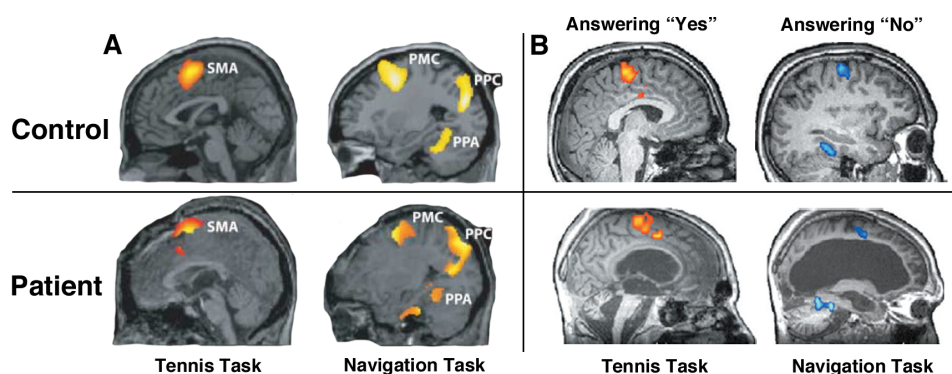 A
B
Answering “Yes”
Answering “No”
Control
SMA
PMC
PPC
PPA
Patient
SMA
PMC
PPC
PPA
Tennis Task
Navigation Task
Tennis Task
Navigation Task